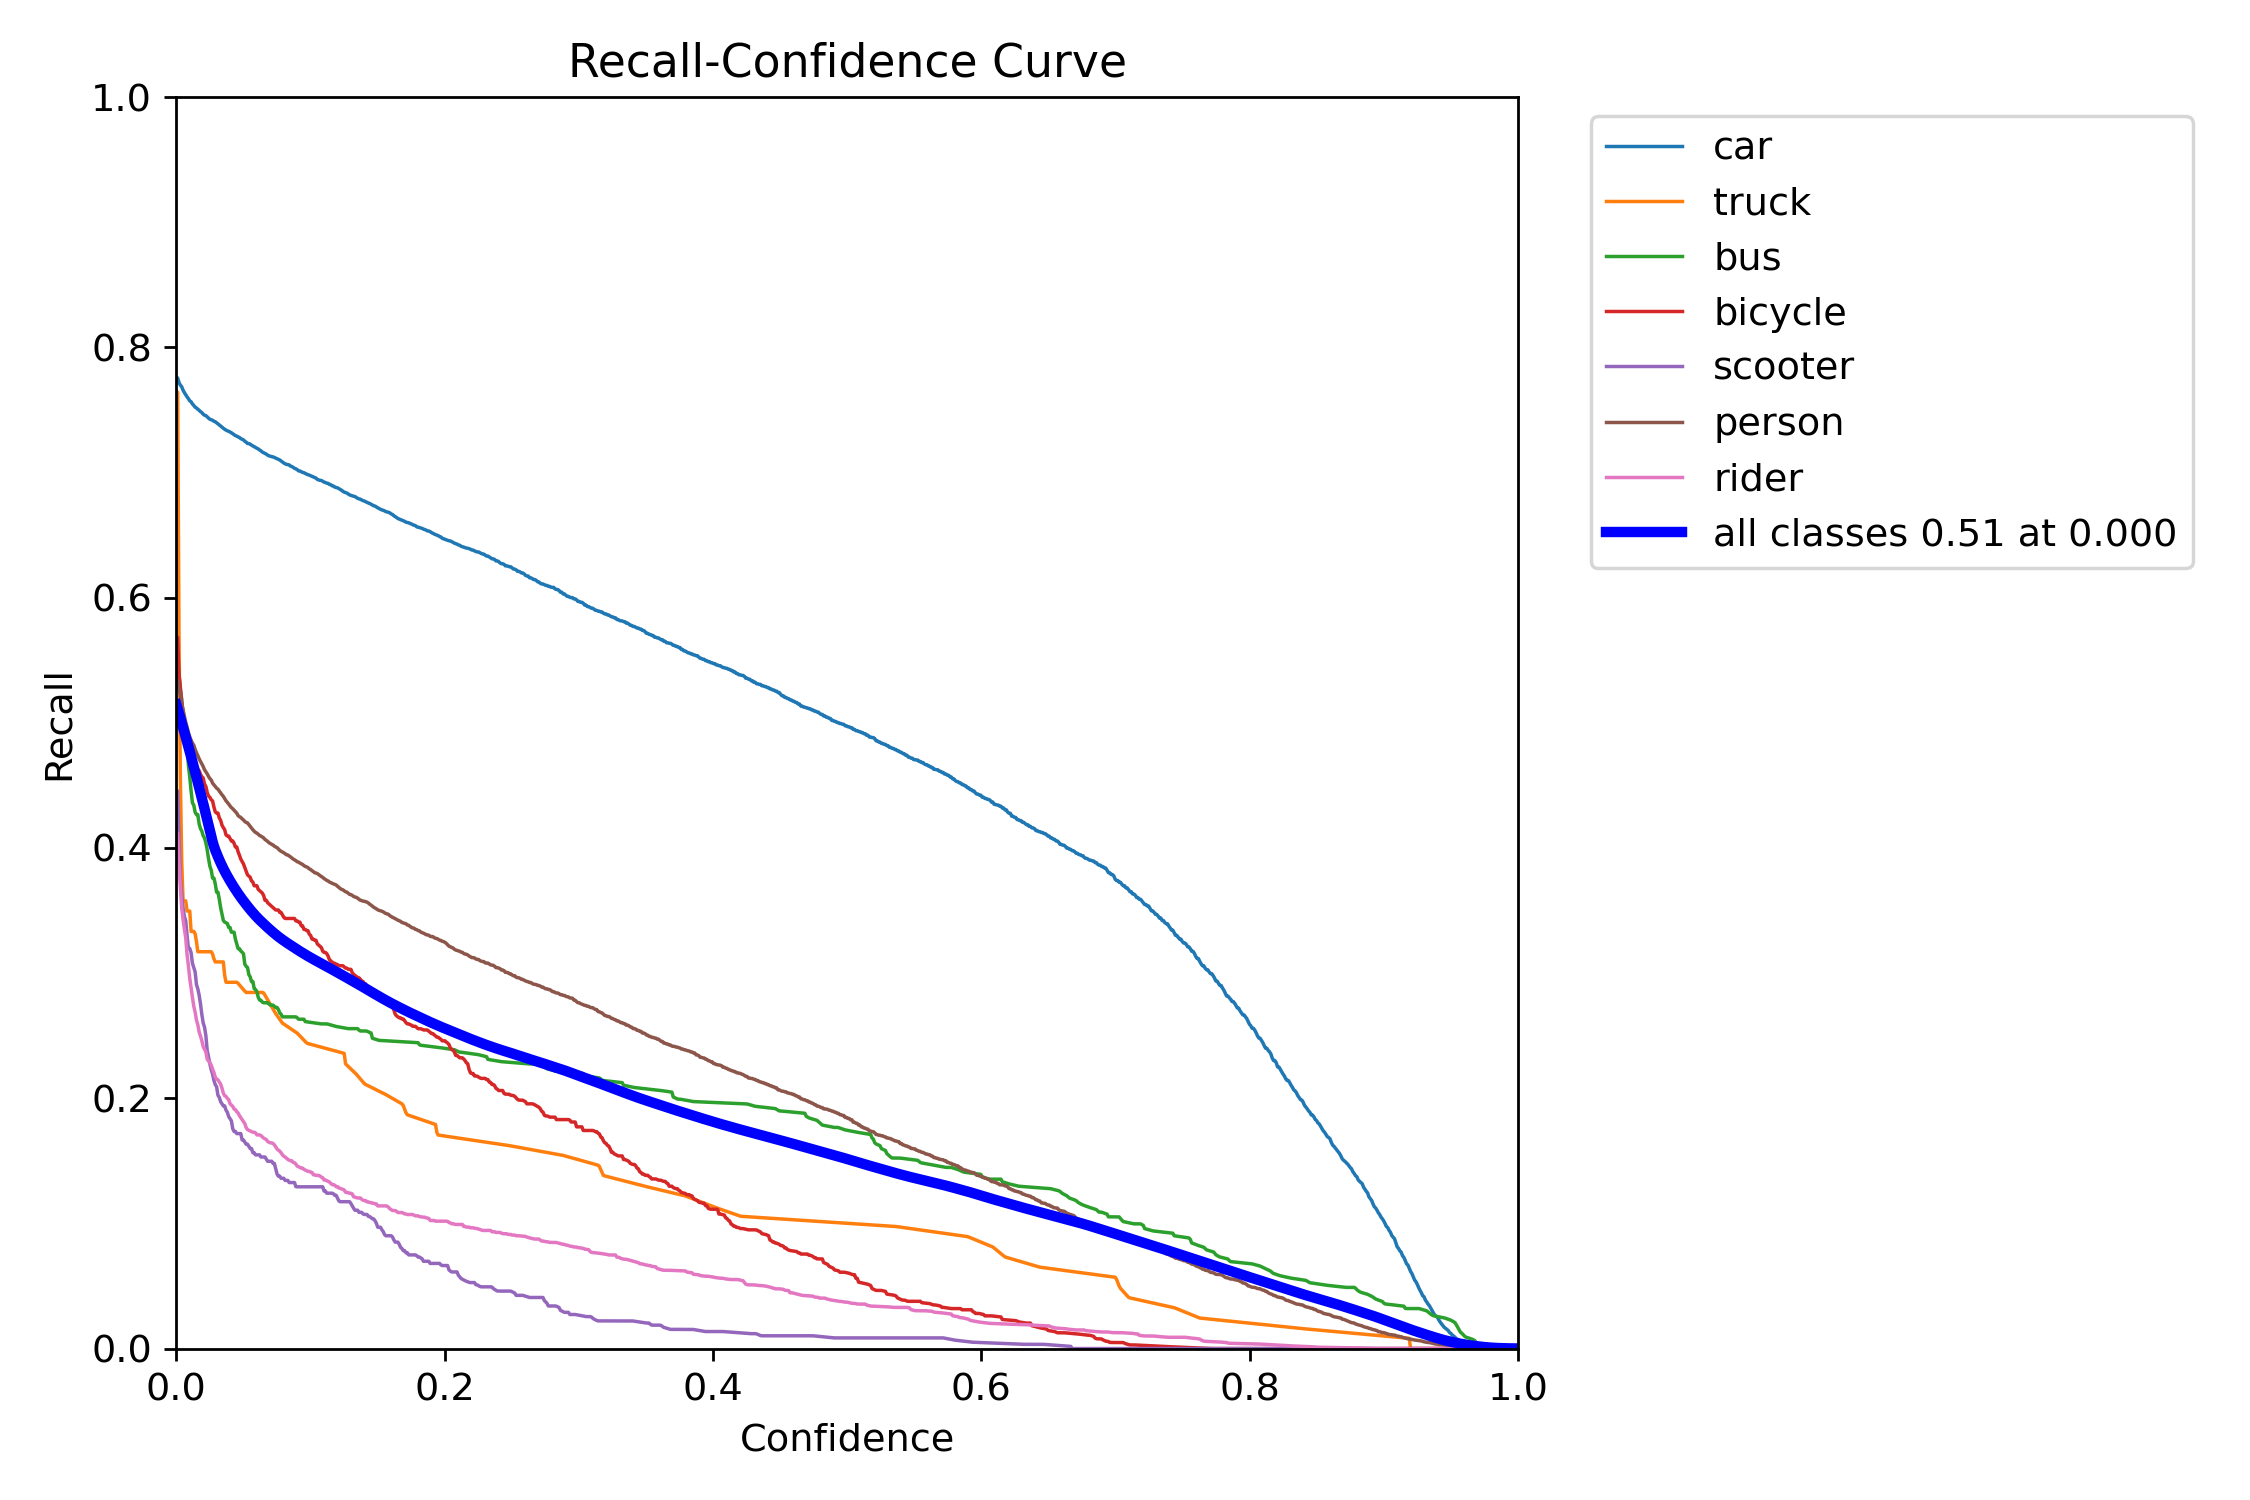 Recall-Confidence Curve
1.0
0.8
0.6
0.4
0.2
0.0
Recall
0.0 0.2 0.4 0.6 0.8 1.0
Confidence
car
truck
bus
bicycle
scooter
person
rider
all classes 0.51 at 0.000